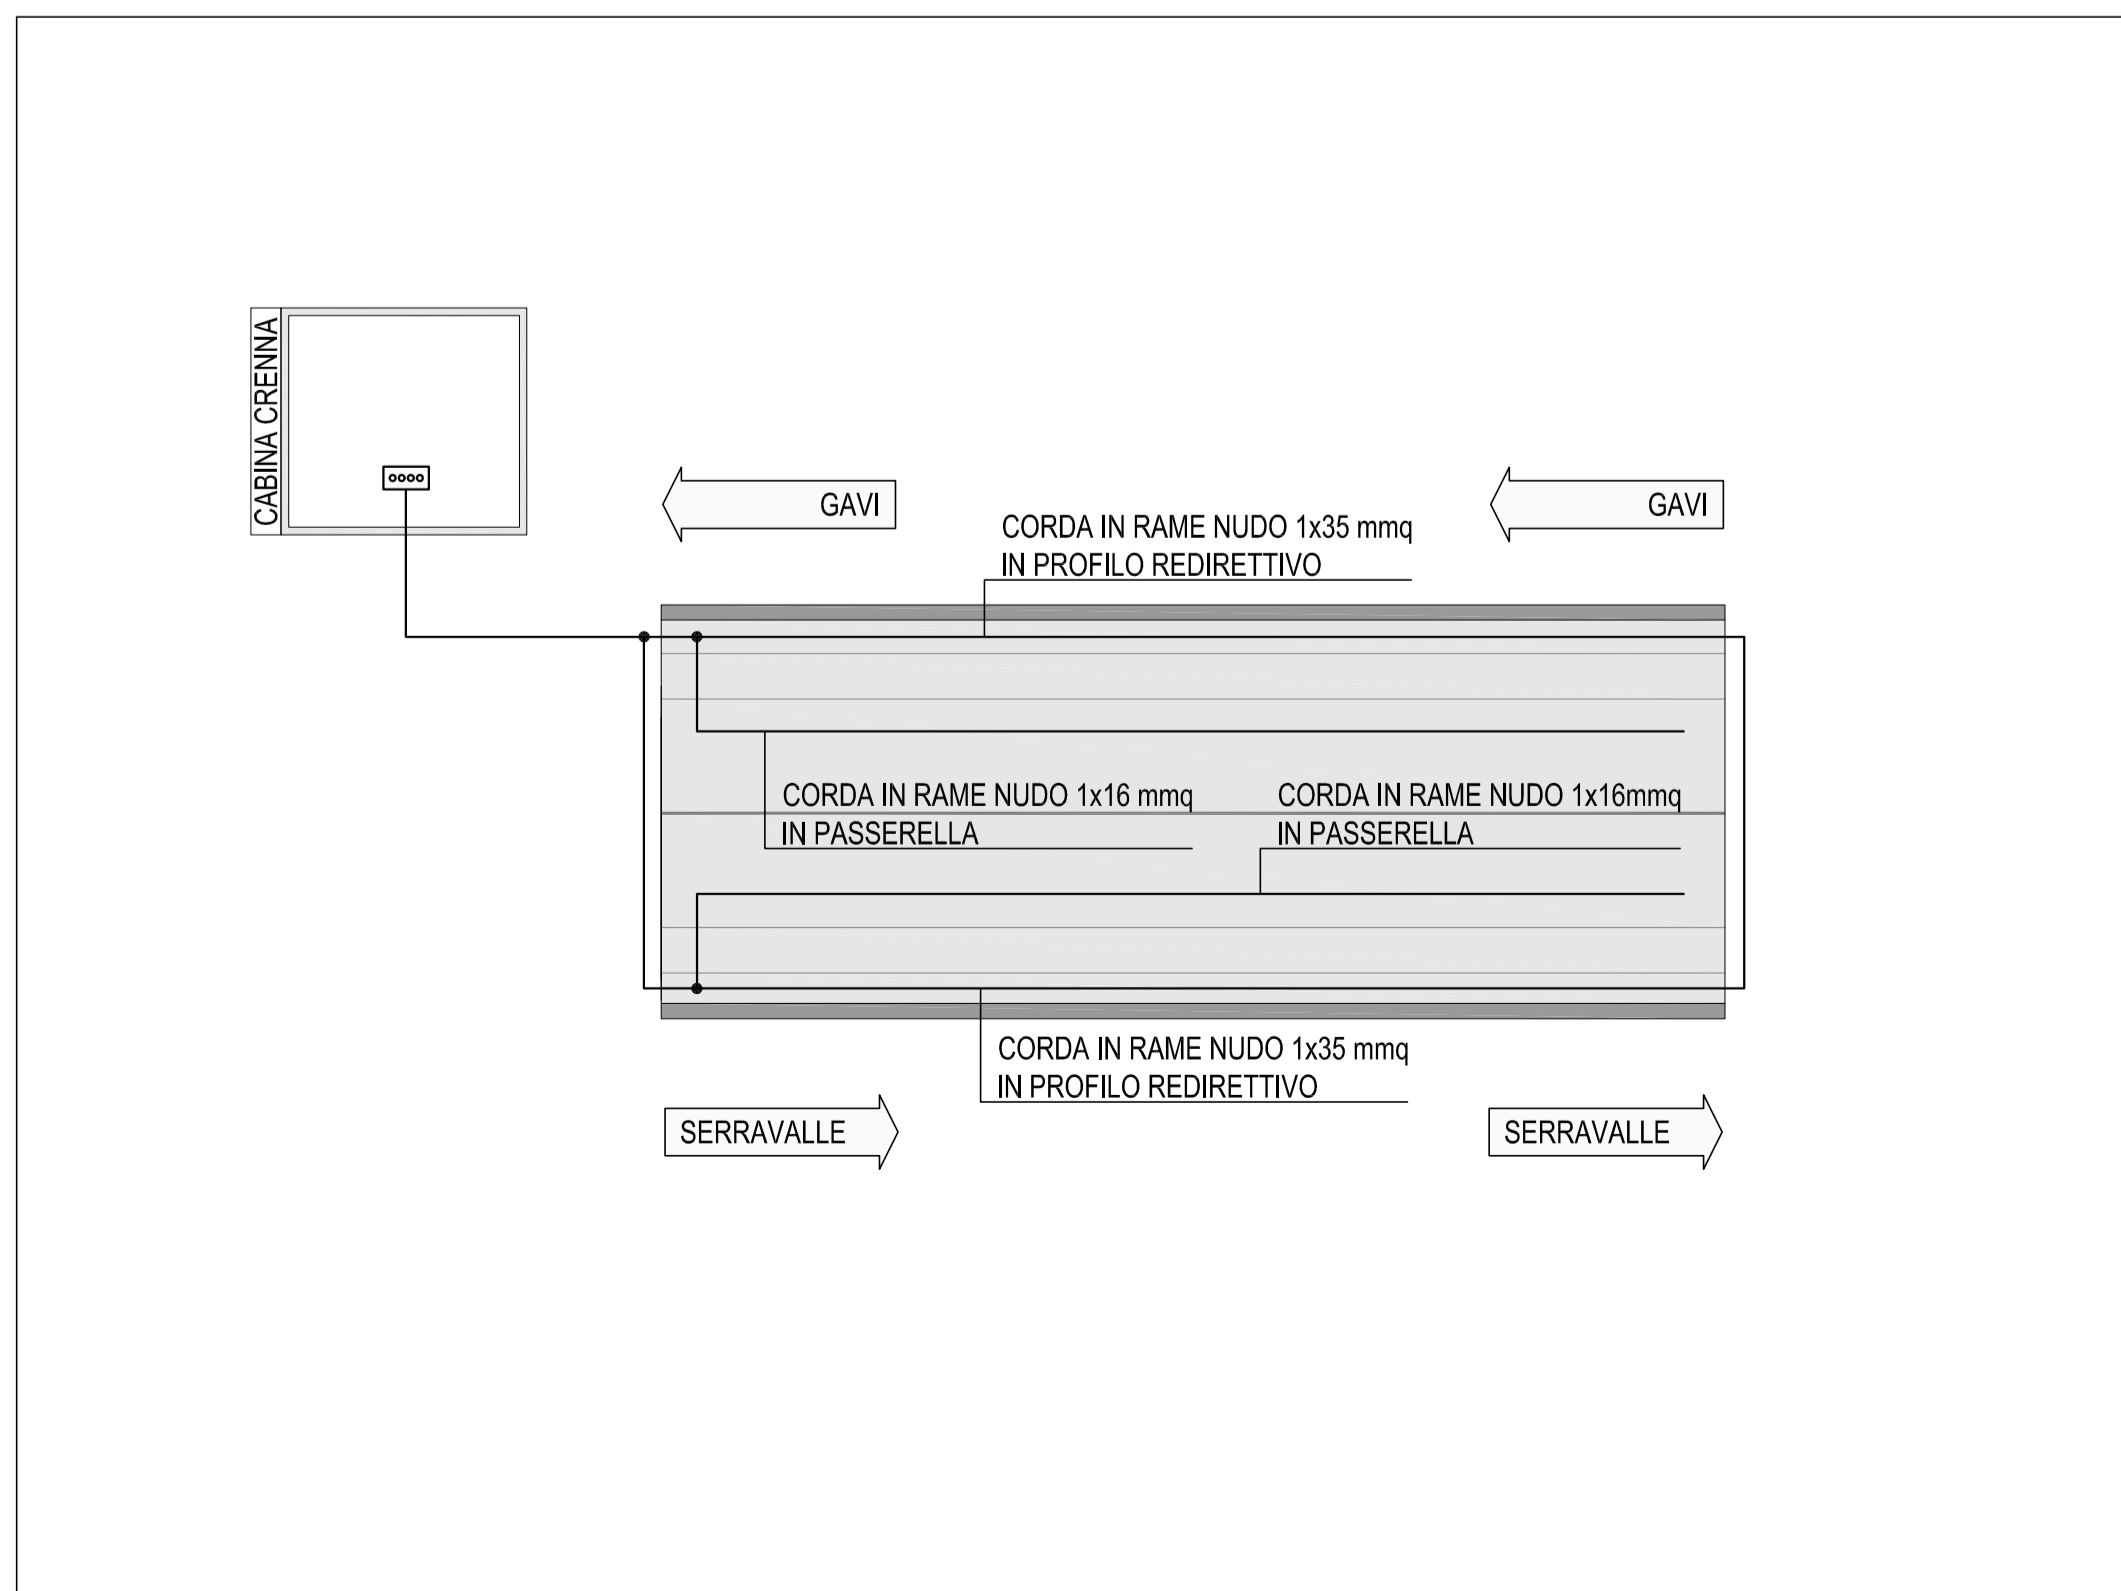 CABINA CRENNA
GAVI
GAVI
CORDA IN RAME NUDO 1x35 mmq
IN PROFILO REDIRETTIVO
CORDA IN RAME NUDO 1x16 mmq
IN PASSERELLA
CORDA IN RAME NUDO 1x16mmq
IN PASSERELLA
CORDA IN RAME NUDO 1x35 mmq
IN PROFILO REDIRETTIVO
SERRAVALLE
SERRAVALLE